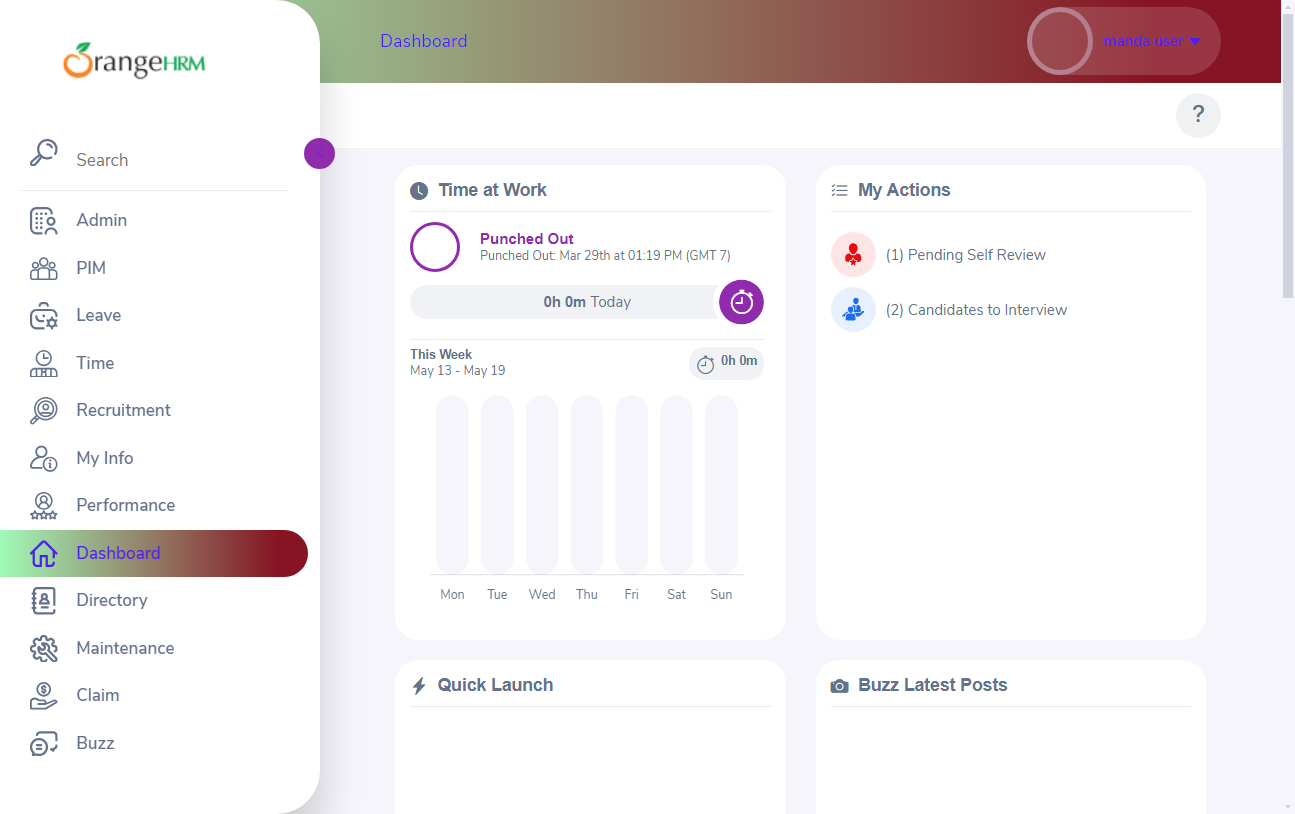 OrangeHRM
Search
Admin
PIM
Leave
Time
Recruitment
My Info
Performance
Dashboard
Directory
Maintenance
Claim
Buzz
Dashboard
manda user
?
Time at Work
Punched Out
Punched Out: Mar 29th at 01:19 PM (GMT 7)
0h 0m Today
This Week
May 13 - May 19
0h 0m
Mon Tue Wed Thu Fri Sat Sun
My Actions
(1) Pending Self Review
(2) Candidates to Interview
Quick Launch
Buzz Latest Posts